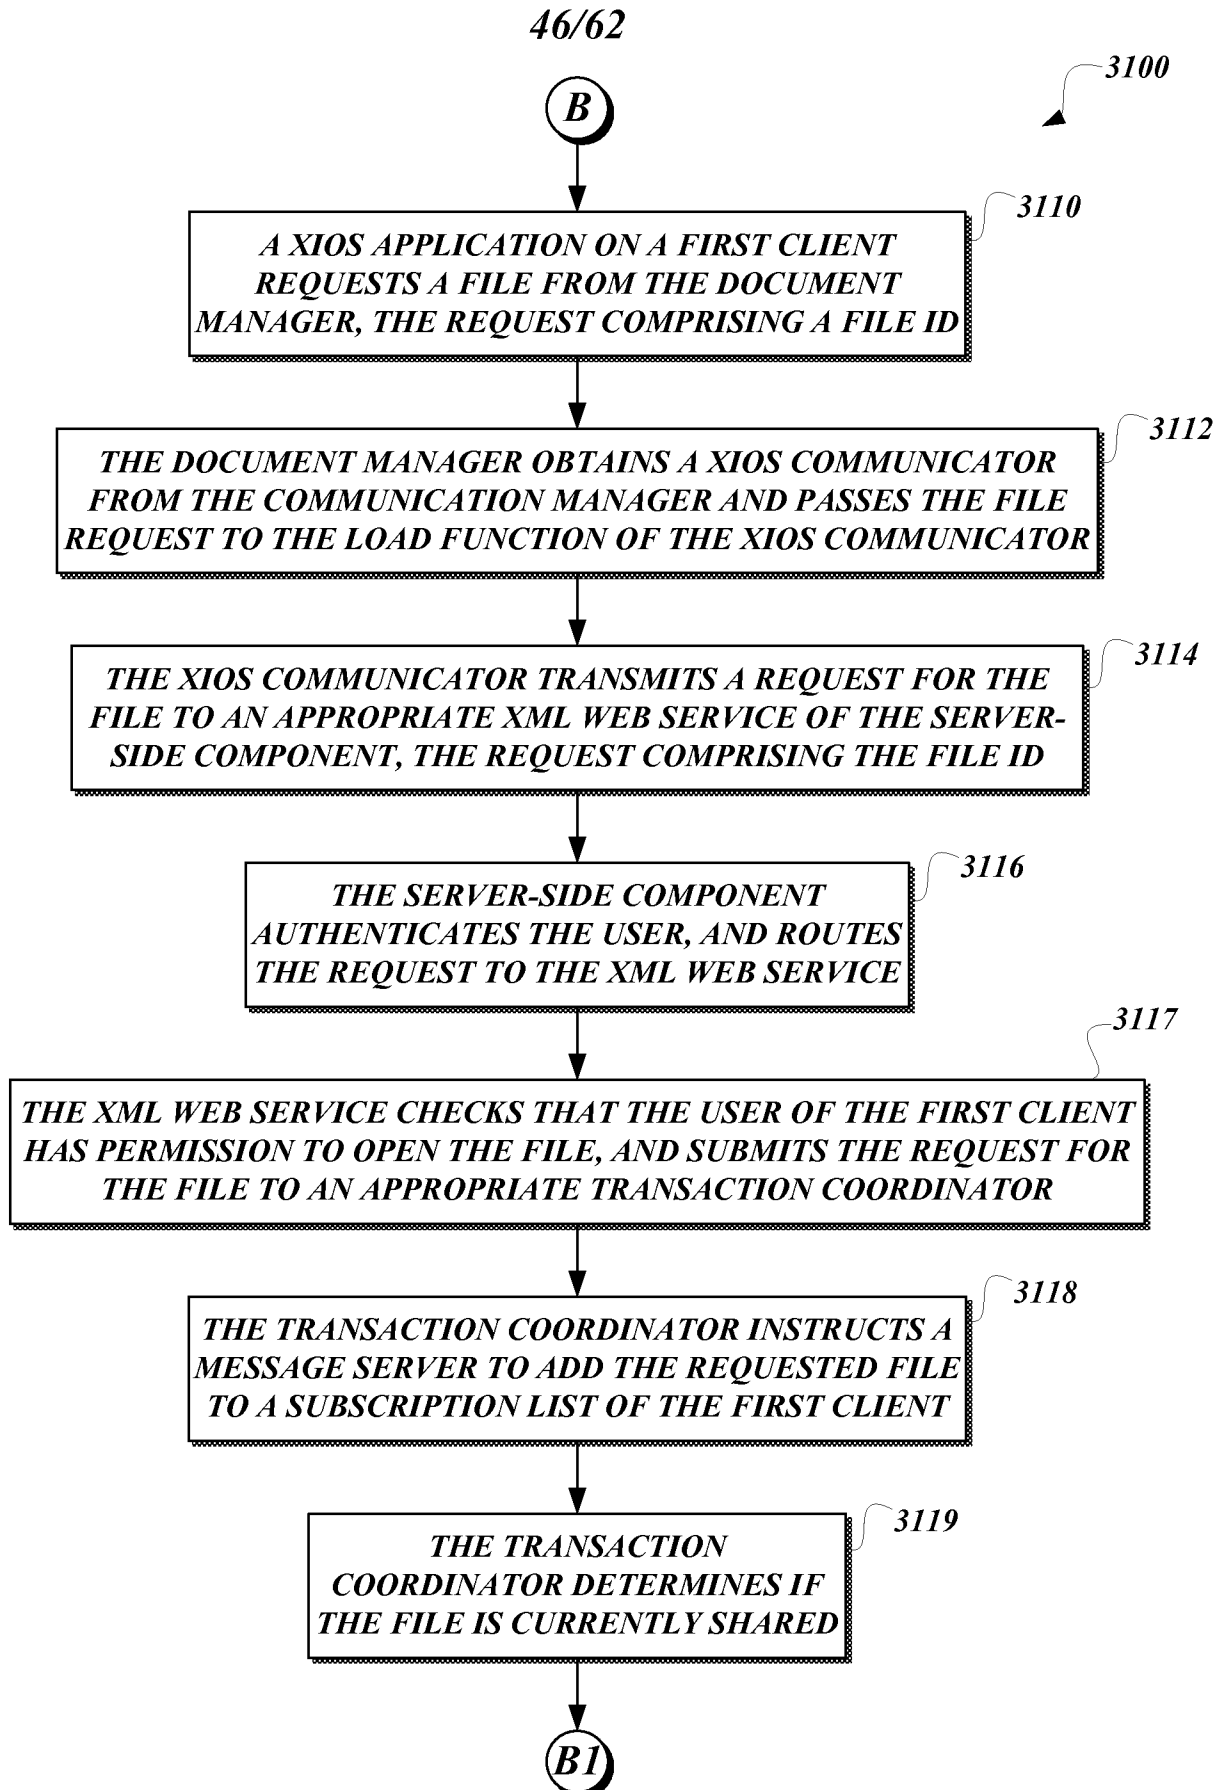 46/62
3100
B
3110
A XIOS APPLICATION ON A FIRST CLIENT
REQUESTS A FILE FROM THE DOCUMENT
MANAGER, THE REQUEST COMPRISING A FILE ID
3112
THE DOCUMENT MANAGER OBTAINS A XIOS COMMUNICATOR
FROM THE COMMUNICATION MANAGER AND PASSES THE FILE
REQUEST TO THE LOAD FUNCTION OF THE XIOS COMMUNICATOR
3114
THE XIOS COMMUNICATOR TRANSMITS A REQUEST FOR THE
FILE TO AN APPROPRIATE XML WEB SERVICE OF THE SERVER-
SIDE COMPONENT, THE REQUEST COMPRISING THE FILE ID
3116
THE SERVER-SIDE COMPONENT
AUTHENTICATES THE USER, AND ROUTES
THE REQUEST TO THE XML WEB SERVICE
3117
THE XML WEB SERVICE CHECKS THAT THE USER OF THE FIRST CLIENT
HAS PERMISSION TO OPEN THE FILE, AND SUBMITS THE REQUEST FOR
THE FILE TO AN APPROPRIATE TRANSACTION COORDINATOR
3118
THE TRANSACTION COORDINATOR INSTRUCTS A
MESSAGE SERVER TO ADD THE REQUESTED FILE
TO A SUBSCRIPTION LIST OF THE FIRST CLIENT
3119
THE TRANSACTION
COORDINATOR DETERMINES IF
THE FILE IS CURRENTLY SHARED
B1